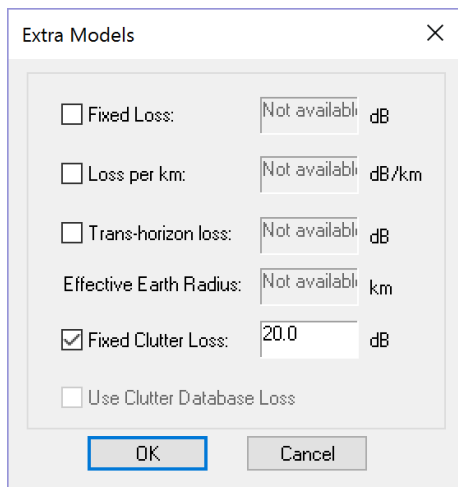 Extra Models
Fixed Loss: Not availabl dB
Loss per km: Not availabl dB/km
Trans-horizon loss: Not availabl dB
Effective Earth Radius: Not availabl km
Fixed Clutter Loss: 20.0 dB
Use Clutter Database Loss
OK Cancel